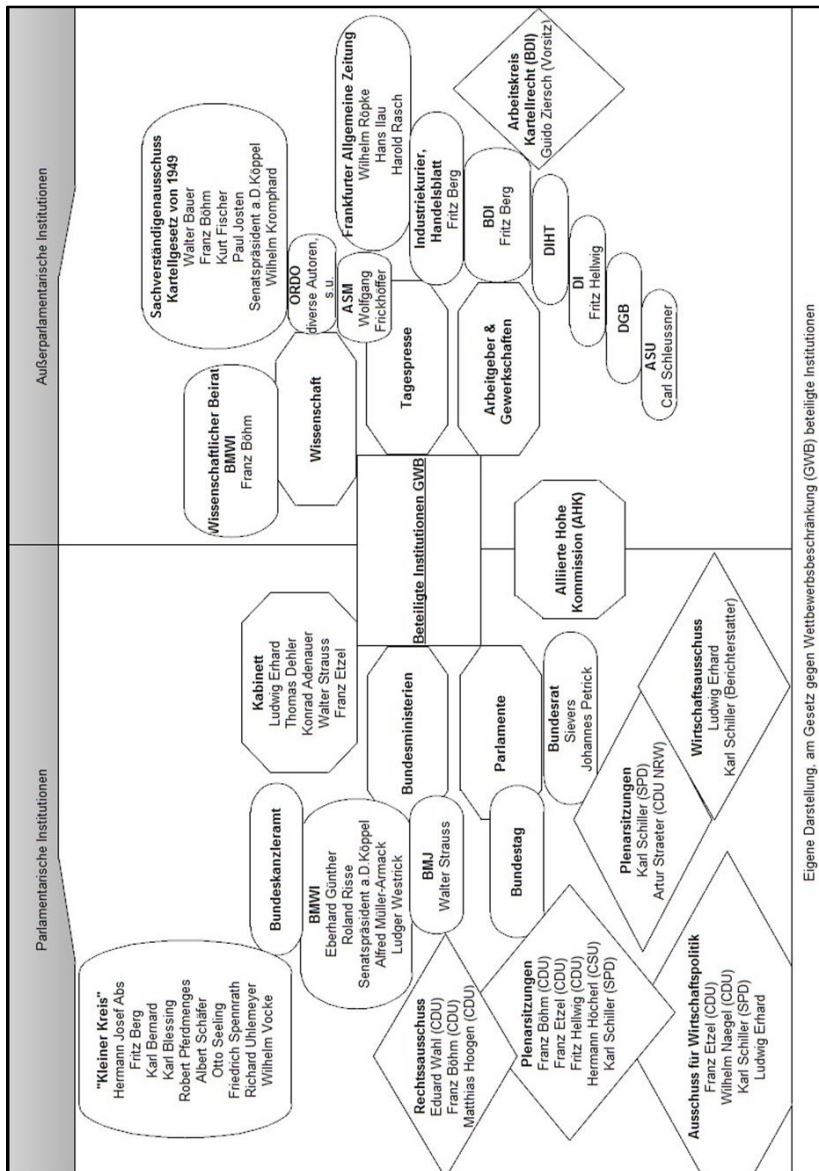 Parlamentarische Institutionen
Außerparlamentarische Institutionen
"Kleiner Kreis"
Hermann Josef Abs
Fritz Berg
Karl Bernard
Karl Blessing
Robert Pferdmenges
Albert Schäfer
Otto Seeling
Friedrich Spennrath
Richard Uhlemeyer
Wilhelm Vocke
Bundeskanzleramt
Kabinett
Ludwig Erhard
Thomas Dehler
Konrad Adenauer
Walter Strauss
Franz Etzel
BMWI
Eberhard Günther
Roland Risse
Senatspräsident a.D.Köppel
Alfred Müller-Armack
Ludger Westrick
Bundesministerien
BMJ
Walter Strauss
Rechtssausschuss
Eduard Wahl (CDU)
Franz Böhm (CDU)
Matthias Hoogen (CDU)
Bundestag
Parlamente
Bundesrat
Sievers
Johannes Petrick
Plenarsitzungen
Franz Böhm (CDU)
Franz Etzel (CDU)
Fritz Hellwig (CDU)
Hermann Höcherl (CSU)
Karl Schiller (SPD)
Plenarsitzungen
Karl Schiller (SPD)
Artur Straeter (CDU NRW)
Ausschuss für Wirtschaftspolitik
Franz Etzel (CDU)
Wilhelm Naegel (CDU)
Karl Schiller (SPD)
Ludwig Erhard
Wirtschaftsausschuss
Ludwig Erhard
Karl Schiller (Berichterstatter)
Beteiligte Institutionen GWB
Alliierte Hohe
Kommission (AHK)
Wissenschaftlicher Beirat
BMWI
Franz Böhm
Sachverständigenausschuss
Kartellgesetz von 1949
Walter Bauer
Franz Böhm
Kurt Fischer
Paul Josten
Senatspräsident a.D.Köppel
Wilhelm Kromphard
Wissenschaft
ORDO
diverse Autoren,
s.u.
ASM
Wolfgang
Frickhöffer
Tagespresse
Frankfurter Allgemeine Zeitung
Wilhelm Röpke
Hans Ilau
Harold Rasch
Industriekurier,
Handelsblatt
Fritz Berg
Arbeitgeber &
Gewerkschaften
BDI
Fritz Berg
Arbeitskreis
Kartellrecht (BDI)
Guido Ziersch (Vorsitz)
DIHT
DI
Fritz Hellwig
DGB
ASU
Carl Schleussner
Eigene Darstellung, am Gesetz gegen Wettbewerbsbeschränkung (GWB) beteiligte Institutionen